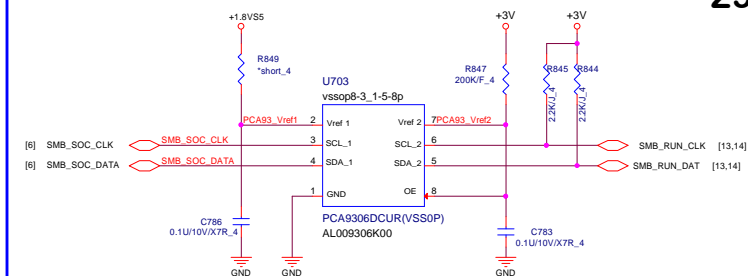 25
+1.8VS5
+3V
+3V
R849
*short_4
R847
200K/F_4
R845
2.2K/J_4
R844
2.2K/J_4
U703
vssop8-3_1-5-8p
PCA93_Vref1
2
Vref 1
Vref 2
7
PCA93_Vref2
[6]
SMB_SOC_CLK
SMB_SOC_CLK
3
SCL_1
SCL_2
6
SMB_RUN_CLK
[13,14]
[6]
SMB_SOC_DATA
SMB_SOC_DATA
4
SDA_1
SDA_2
5
SMB_RUN_DAT
[13,14]
1
GND
OE
8
PCA9306DCUR(VSS0P)
AL009306K00
C786
0.1U/10V/X7R_4
C783
0.1U/10V/X7R_4
GND
GND
GND